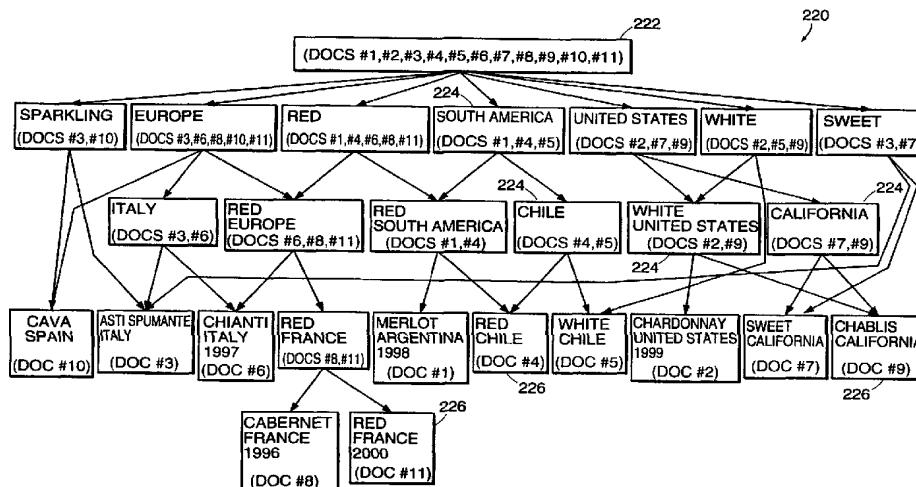 222
220
(DOCS #1,#2,#3,#4,#5,#6,#7,#8,#9,#10,#11)
224
SPARKLING
(DOCS #3,#10)
EUROPE
(DOCS #3,#6,#8,#10,#11)
RED
(DOCS #1,#4,#6,#8,#11)
SOUTH AMERICA
(DOCS #1,#4,#5)
UNITED STATES
(DOCS #2,#7,#9)
WHITE
(DOCS #2,#5,#9)
SWEET
(DOCS #3,#7
224
224
ITALY
(DOCS #3,#6)
RED
EUROPE
(DOCS #6,#8,#11)
RED
SOUTH AMERICA
(DOCS #1,#4)
CHILE
(DOCS #4,#5)
WHITE
UNITED STATES
(DOCS #2,#9)
CALIFORNIA
(DOCS #7,#9)
224
CAVA
SPAIN
(DOC #10)
ASTI SPUMANTE
ITALY
(DOC #3)
CHIANTI
ITALY
1997
(DOC #6)
RED
FRANCE
(DOCS #8,#11)
MERLOT
ARGENTINA
1998
(DOC #1)
RED
CHILE
(DOC #4)
WHITE
CHILE
(DOC #5)
CHARDONNAY
UNITED STATES
1999
(DOC #2)
SWEET
CALIFORNIA
(DOC #7)
CHABLIS
CALIFORNIA
(DOC #9)
226
226
226
CABERNET
FRANCE
1996
(DOC #8)
RED
FRANCE
2000
(DOC #11)